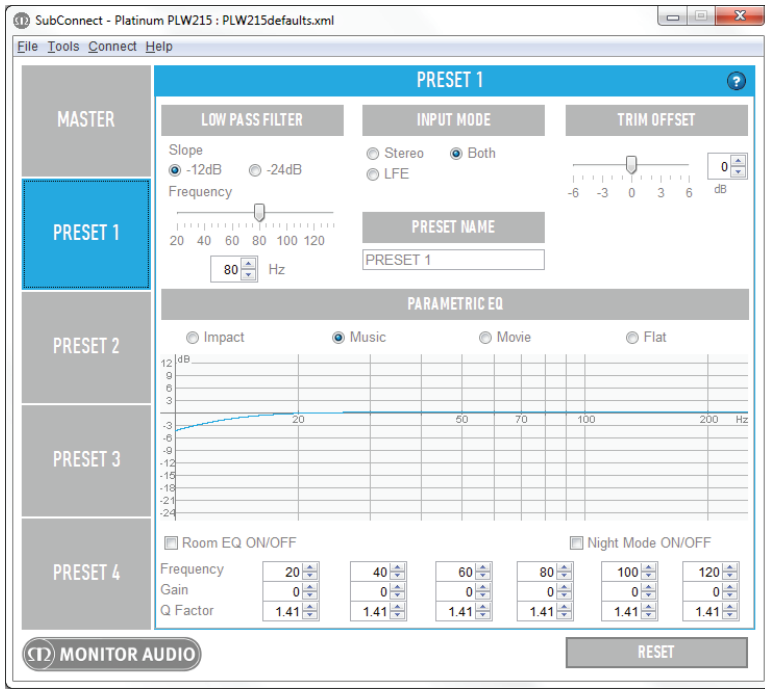 SubConnect - Platinum PLW215 : PLW215defaults.xml
File Tools Connect Help
MASTER
PRESET 1
PRESET 2
PRESET 3
PRESET 4
PRESET 1 ?
LOW PASS FILTER
Slope
-12dB -24dB
Frequency
20 40 60 80 100 120
80 Hz
INPUT MODE
Stereo Both
LFE
PRESET NAME
PRESET 1
TRIM OFFSET
0
-6 -3 0 3 6 dB
PARAMETRIC EQ
Impact Music Movie Flat
12 dB
9
6
3
20 50 70 100 200 Hz
-3
-6
-9
-12
-15
-18
-21
-24
Room EQ ON/OFF Night Mode ON/OFF
Frequency 20 40 60 80 100 120
Gain 0 0 0 0 0 0
Q Factor 1.41 1.41 1.41 1.41 1.41 1.41
MONITOR AUDIO
RESET